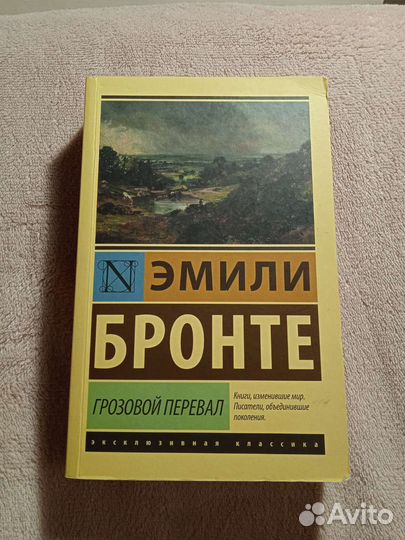 N
ЭМИЛИ
БРОНТЕ
ГРОЗОВОЙ ПЕРЕВАЛ
Книги, изменившие мир.
Писатели, объединившие
поколения.
эксклюзивная классика
Avito